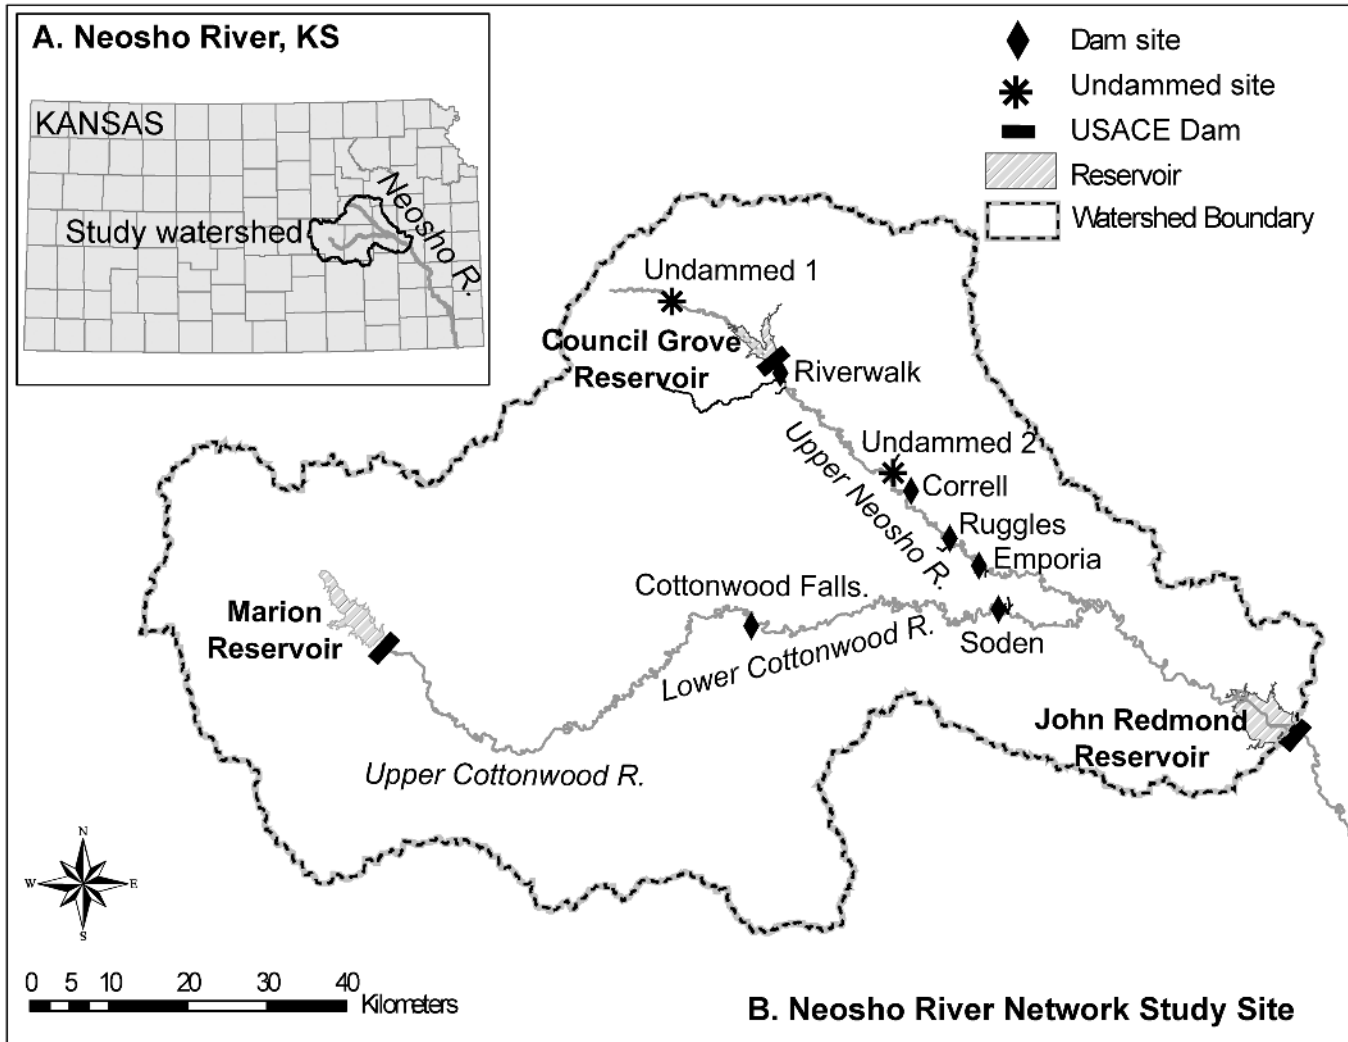 A. Neosho River, KS
KANSAS
Neosho R.
Study watershed
Dam site
Undammed site
USACE Dam
Reservoir
Watershed Boundary
Undammed 1
Council Grove
Reservoir
Riverwalk
Undammed 2
Upper Neosho R.
Correll
Ruggles
Emporia
Cottonwood Falls.
Marion
Reservoir
Lower Cottonwood R.
Soden
John Redmond
Reservoir
Upper Cottonwood R.
N
W
E
S
0 5 10 20 30 40
Kilometers
B. Neosho River Network Study Site